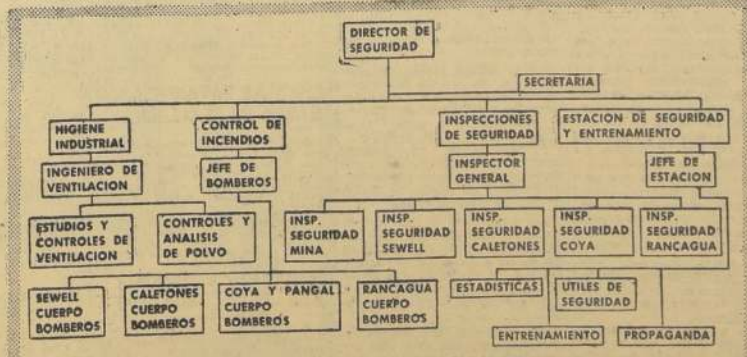 DIRECTOR DE
SEGURIDAD
SECRETARIA
HIGIENE
INDUSTRIAL
CONTROL DE
INCENDIOS
INSPECCIONES
DE SEGURIDAD
ESTACION DE SEGURIDAD
Y ENTRENAMIENTO
INGENIERO DE
VENTILACION
JEFE DE
BOMBEROS
INSPECTOR
GENERAL
JEFE DE
ESTACION
ESTUDIOS Y
CONTROLES DE
VENTILACION
CONTROLES Y
ANALISIS
DE POLVO
INSP.
SEGURIDAD
MINA
INSP.
SEGURIDAD
SEWELL
INSP.
SEGURIDAD
CALETONES
INSP.
SEGURIDAD
COYA
INSP.
SEGURIDAD
RANCAGUA
SEWELL
CUERPO
BOMBEROS
CALETONES
CUERPO
BOMBEROS
COYA Y PANGAL
CUERPO
BOMBEROS
RANCAGUA
CUERPO
BOMBEROS
ESTADISTICAS
UTILES DE
SEGURIDAD
ENTRENAMIENTO
PROPAGANDA